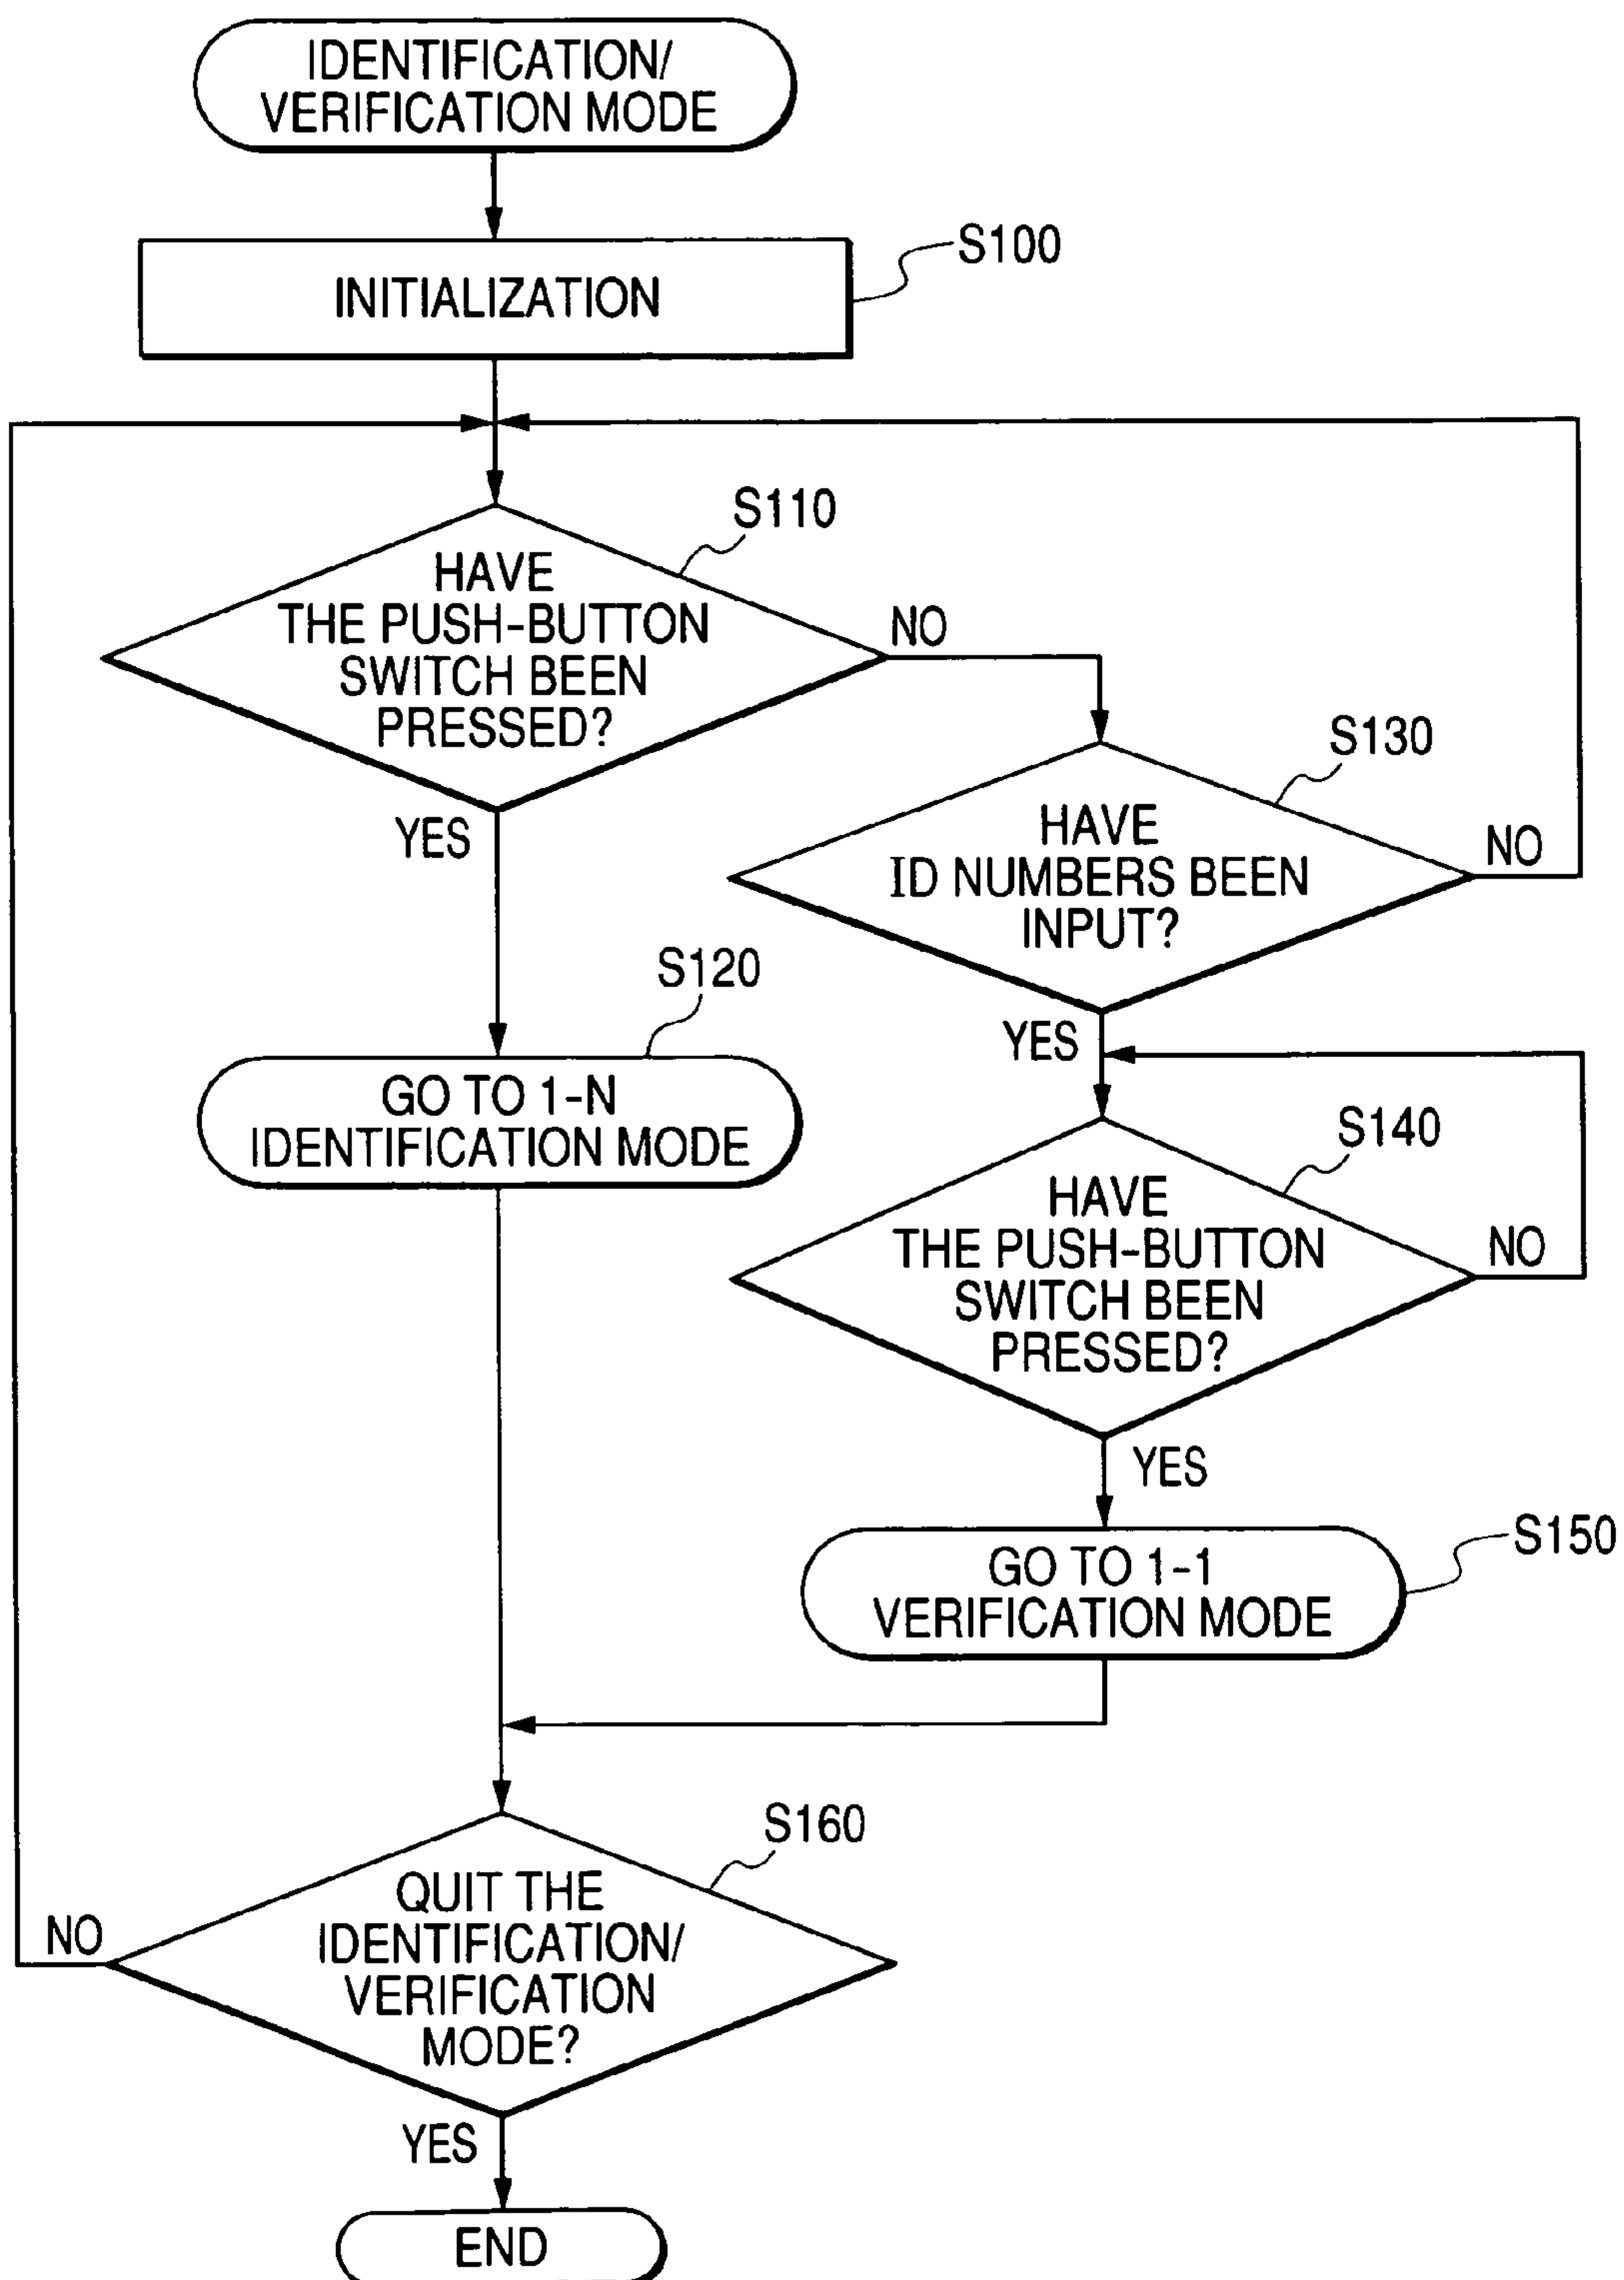 IDENTIFICATION/
VERIFICATION MODE
S100
INITIALIZATION
S110
HAVE
THE PUSH-BUTTON
SWITCH BEEN
PRESSED?
NO
YES
S130
HAVE
ID NUMBERS BEEN
INPUT?
NO
YES
S120
GO TO 1-N
IDENTIFICATION MODE
S140
HAVE
THE PUSH-BUTTON
SWITCH BEEN
PRESSED?
NO
YES
S150
GO TO 1-1
VERIFICATION MODE
S160
QUIT THE
IDENTIFICATION/
VERIFICATION
MODE?
NO
YES
END